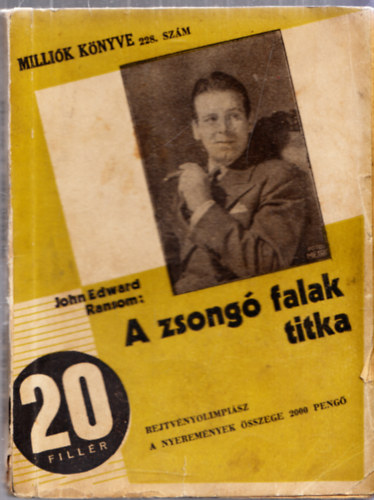 MILLIÓK KÖNYVE 228. SZÁM
John Edward
Ransom:
A zsongó falak
titka
20
FILLÉR
REJTVÉNYOLIMPIÁSZ
A NYEREMÉNYEK ÖSSZEGE 2000 PENGŐ